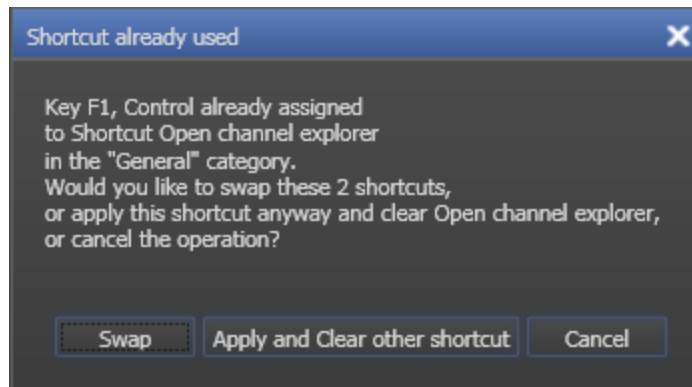 Shortcut already used
Key F1, Control already assigned
to Shortcut Open channel explorer
in the "General" category.
Would you like to swap these 2 shortcuts,
or apply this shortcut anyway and clear Open channel explorer,
or cancel the operation?
Swap
Apply and Clear other shortcut
Cancel